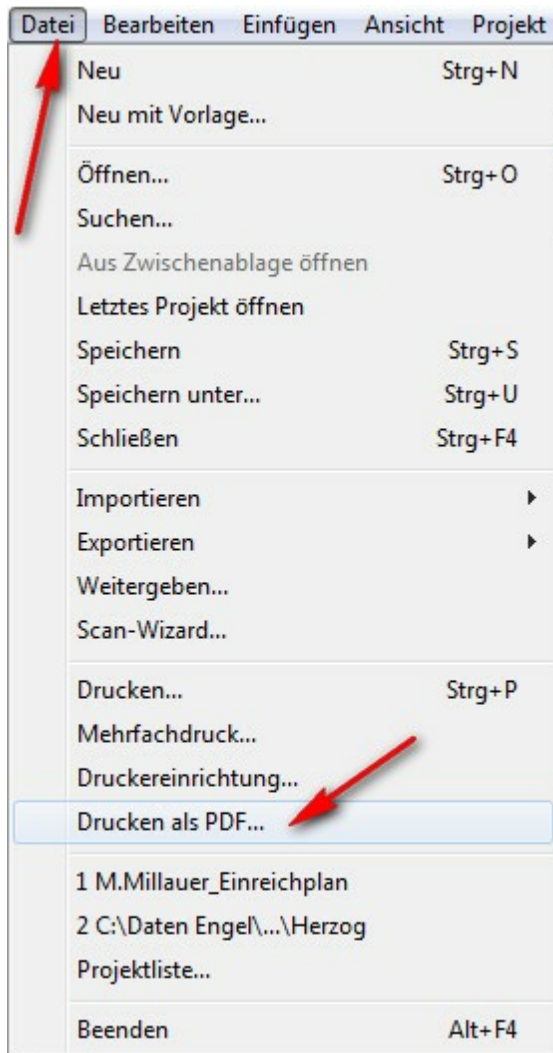 Datei Bearbeiten Einfügen Ansicht Projekt
Neu Strg+N
Neu mit Vorlage...
Öffnen... Strg+O
Suchen...
Aus Zwischenablage öffnen
Letztes Projekt öffnen
Speichern Strg+S
Speichern unter... Strg+U
Schließen Strg+F4
Importieren
Exportieren
Weitergeben...
Scan-Wizard...
Drucken... Strg+P
Mehrfachdruck...
Druckereinrichtung...
Drucken als PDF...
1 M.Millauer_Einreichplan
2 C:\Daten Engel\...\Herzog
Projektliste...
Beenden Alt+F4